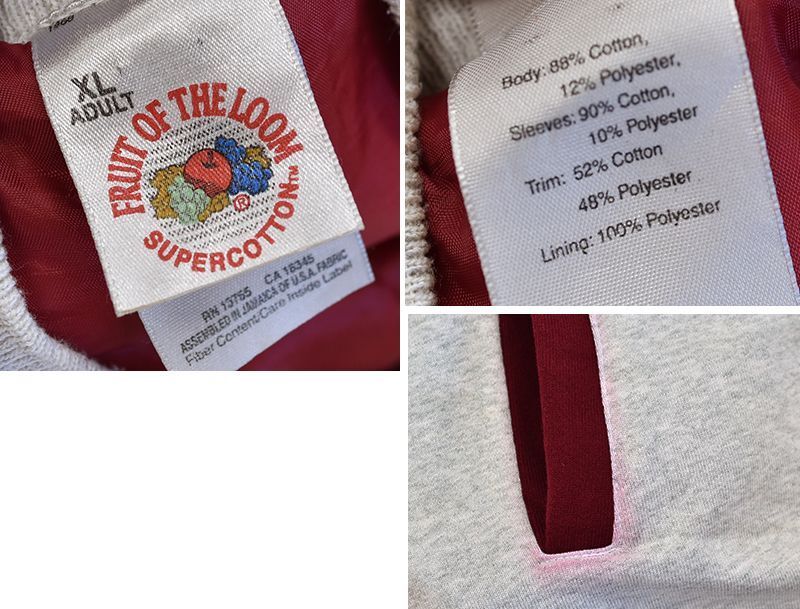 XL
ADULT
FRUIT OF THE LOOM
®
SUPERCOTTON™
RN 13765 CA 16345
ASSEMBLED IN JAMAICA OF U.S.A. FABRIC
Fiber Content/Care Inside Label
Body: 88% Cotton,
12% Polyester,
Sleeves: 90% Cotton,
10% Polyester
Trim: 52% Cotton
48% Polyester
Lining: 100% Polyester